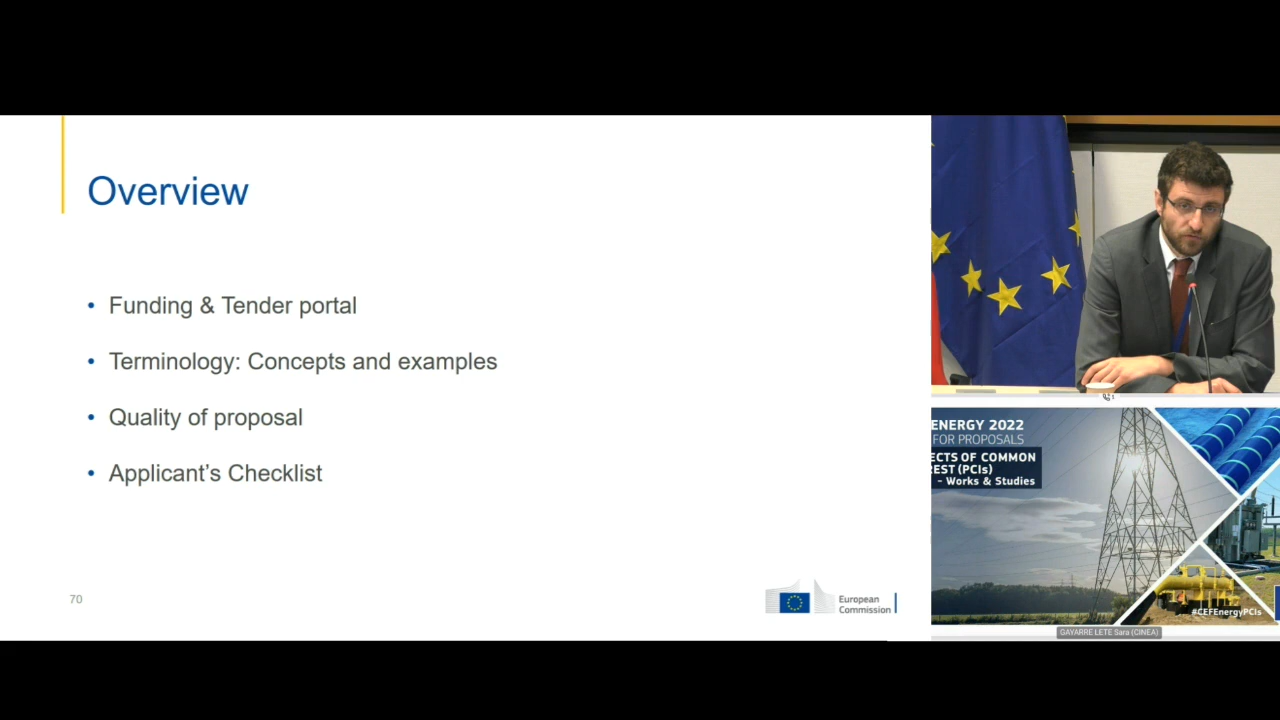 Overview
• Funding & Tender portal
• Terminology: Concepts and examples
• Quality of proposal
• Applicant's Checklist
70
European
Commission
ENERGY 2022
FOR PROPOSALS
ECTS OF COMMON
REST (PCIs)
- Works & Studies
#CEFEnergyPCIs
GAYARRE LETE Sara (CINEA)